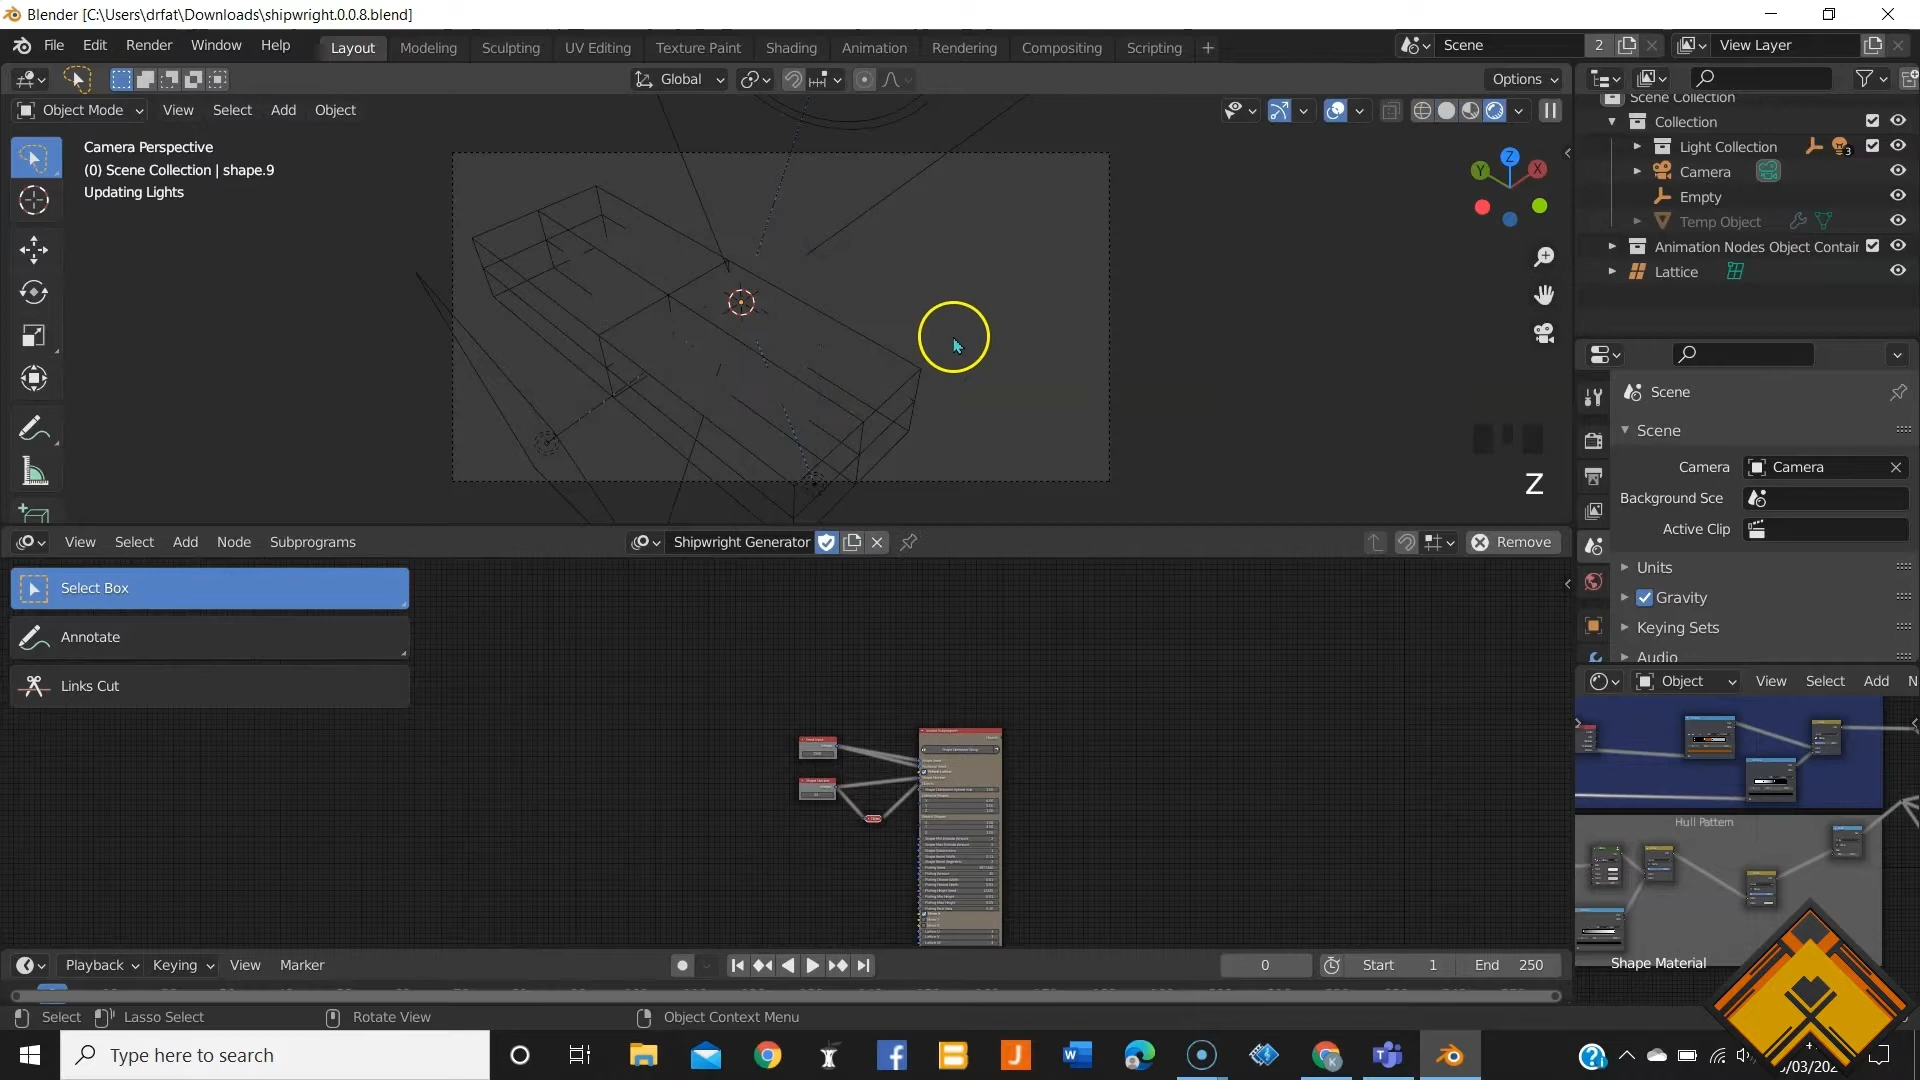 Blender [C:\Users\drfat\Downloads\shipwright.0.0.8.blend]
File Edit Render Window Help
Layout Modeling Sculpting UV Editing Texture Paint Shading Animation Rendering Compositing Scripting +
Scene 2 View Layer
Global
Options
Object Mode View Select Add Object
Camera Perspective
(0) Scene Collection | shape.9
Updating Lights
Z
X
Y
Z
Scene Collection
Collection
Light Collection 3
Camera
Empty
Temp Object
Animation Nodes Object Contair
Lattice
Scene
Scene
Camera Camera
Background Sce
Active Clip
Units
Gravity
Keying Sets
Audio
View Select Add Node Subprograms
Shipwright Generator
Remove
Select Box
Annotate
Links Cut
Object View Select Add N
Hull Pattern
Shape Material
Playback Keying View Marker
0 Start 1 End 250
Select Lasso Select Rotate View Object Context Menu
Type here to search